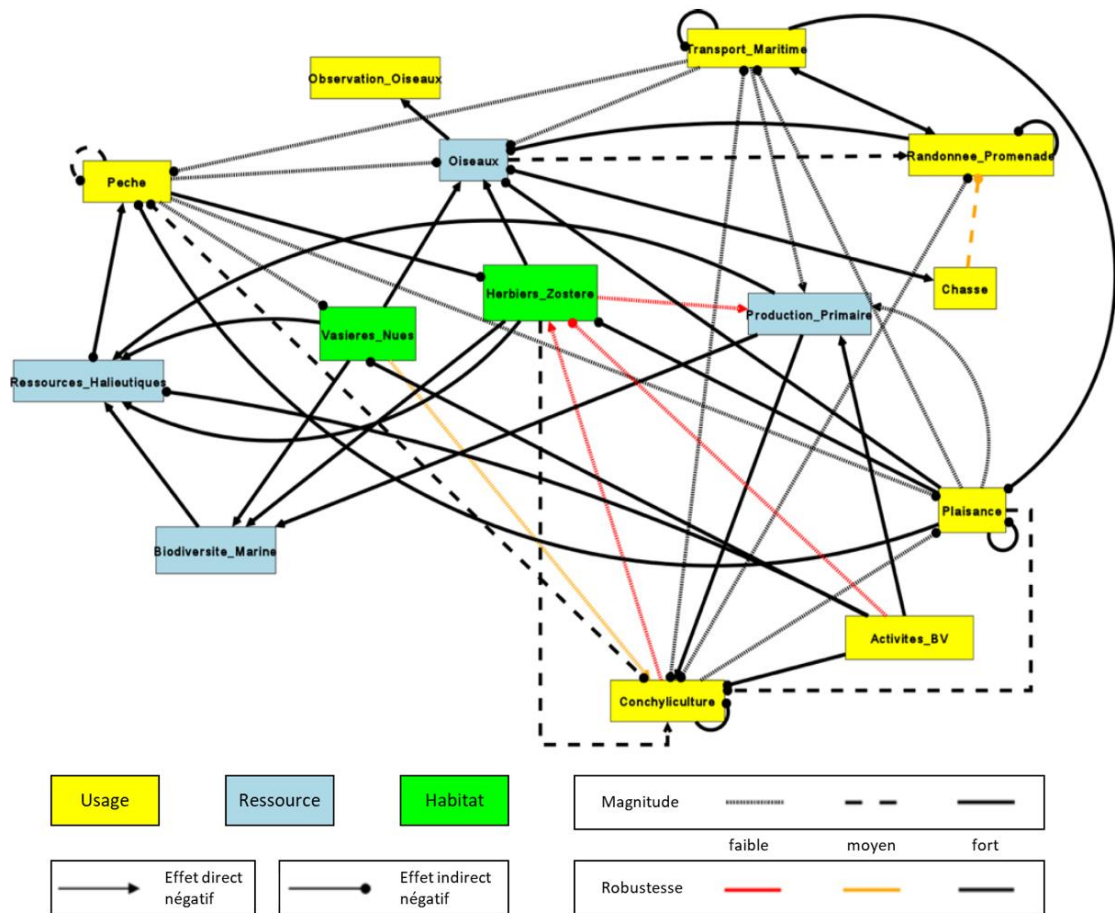 Transport_Maritime
Observation_Oiseaux
Oiseaux
Randonnee_Promenade
Peche
Chasse
Herbiers_Zostere
Production_Primaire
Vasieres_Nues
Ressources_Halieutiques
Plaisance
Biodiversite_Marine
Activites_BV
Conchyliculture
Usage
Ressource
Habitat
Magnitude
faible
moyen
fort
Effet direct
négatif
Effet indirect
négatif
Robustesse